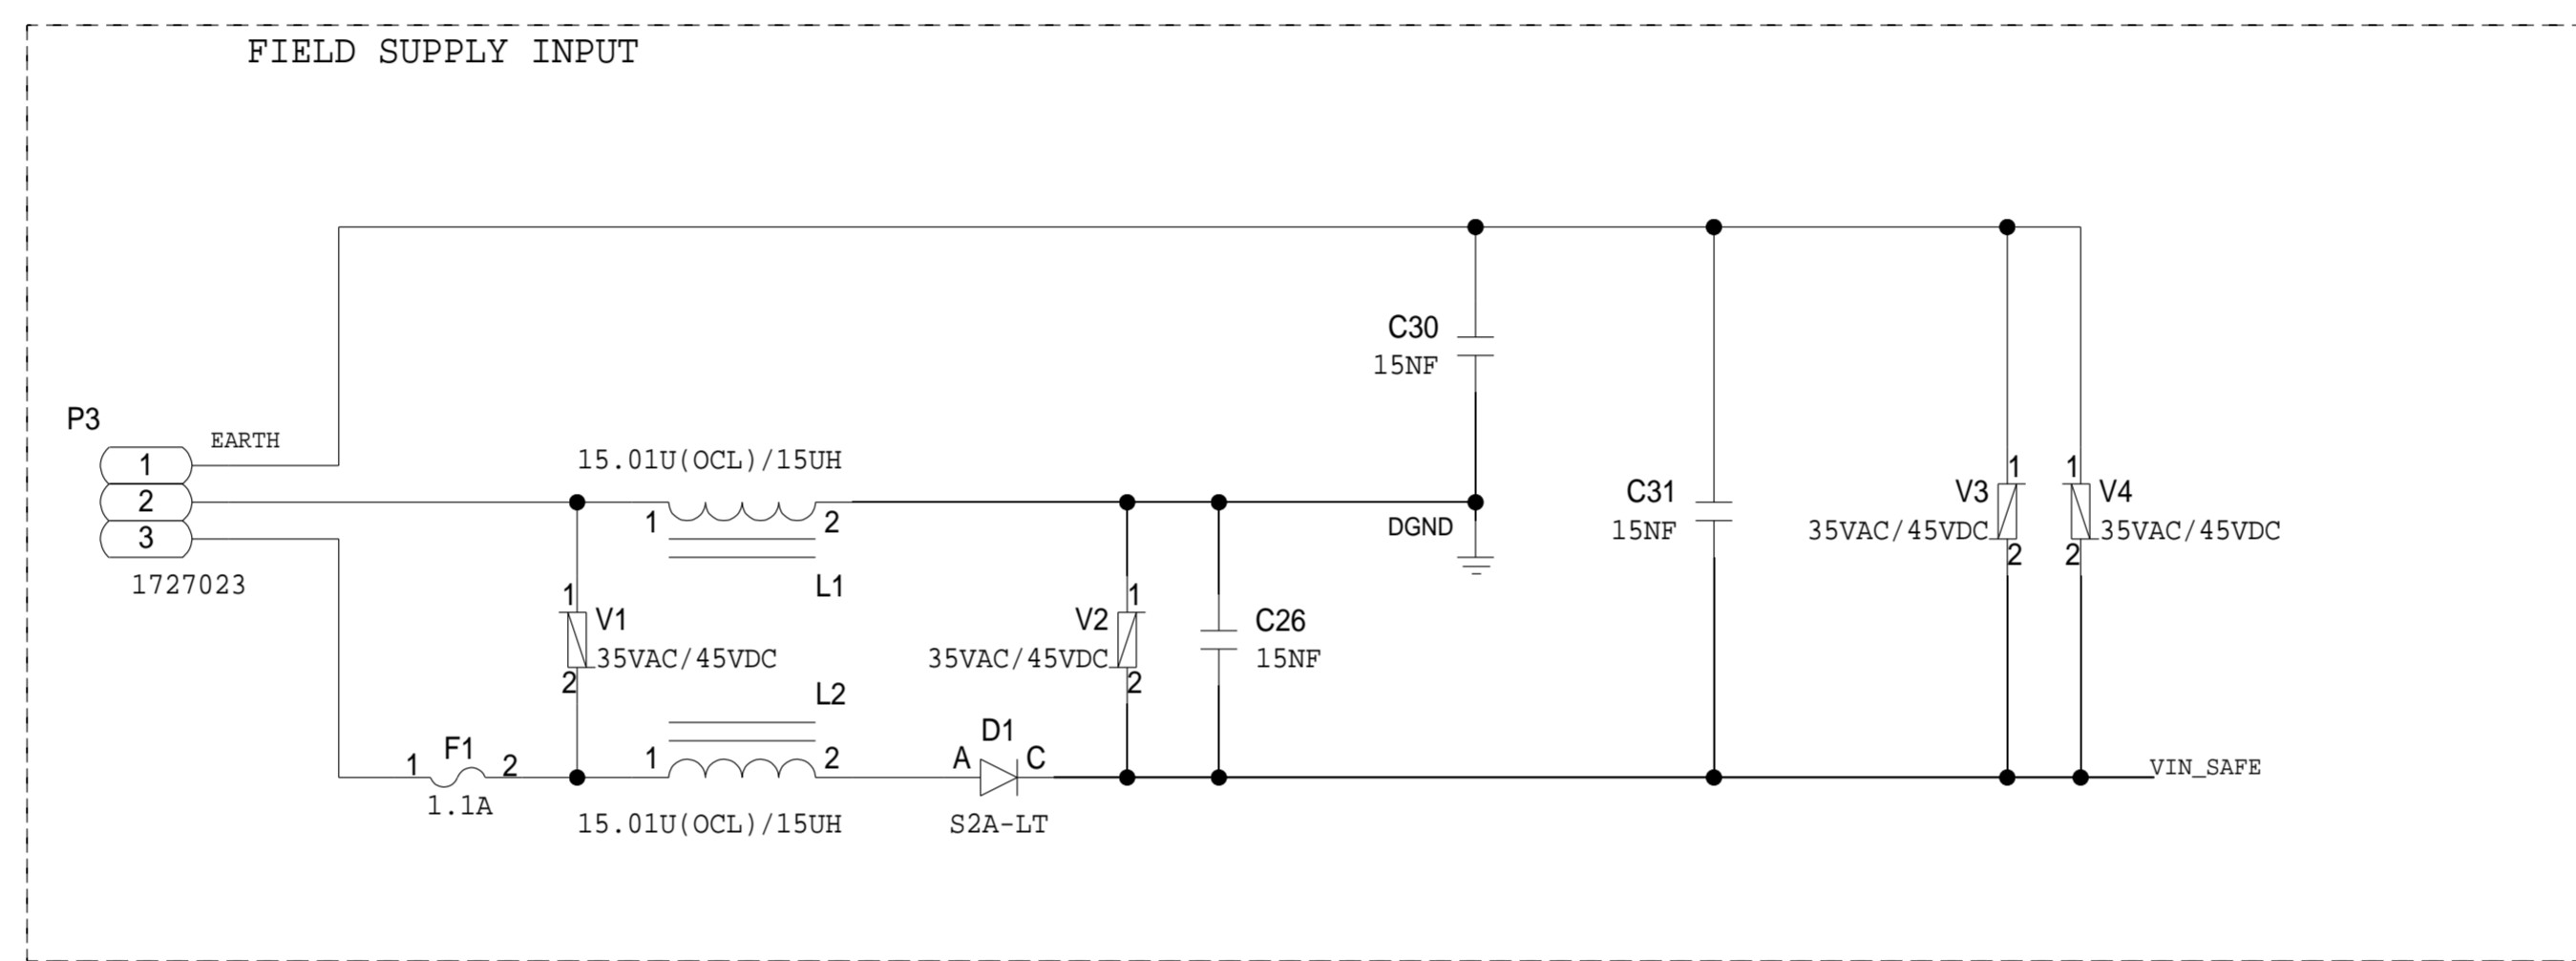 FIELD SUPPLY INPUT
C30
15NF
P3
EARTH
1
2
3
1727023
15.01U(OCL)/15UH
1
2
L1
DGND
C31
15NF
1
V3
35VAC/45VDC
2
1
V4
35VAC/45VDC
2
1
V1
35VAC/45VDC
2
1
V2
35VAC/45VDC
2
C26
15NF
L2
1
2
15.01U(OCL)/15UH
F1
1
2
1.1A
D1
A
C
S2A-LT
VIN_SAFE